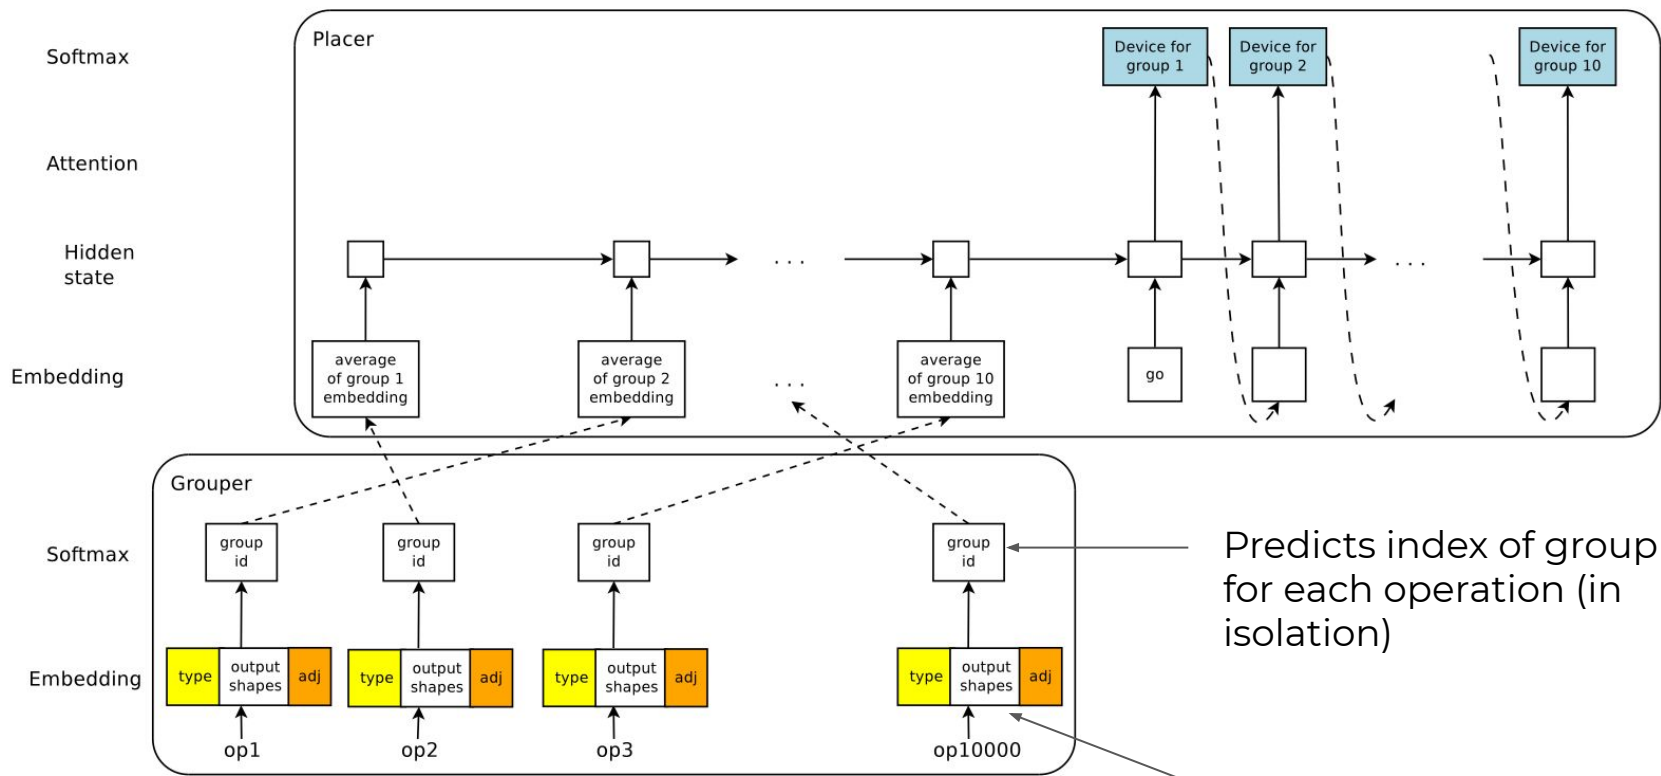 Placer
Softmax
Device for
group 1
Device for
group 2
Device for
group 10
Attention
Hidden
state
. . .
. . .
Embedding
average
of group 1
embedding
average
of group 2
embedding
. . .
average
of group 10
embedding
go
Grouper
Softmax
group
id
group
id
group
id
group
id
Predicts index of group
for each operation (in
isolation)
Embedding
type
output
shapes
adj
type
output
shapes
adj
type
output
shapes
adj
type
output
shapes
adj
op1
op2
op3
op10000